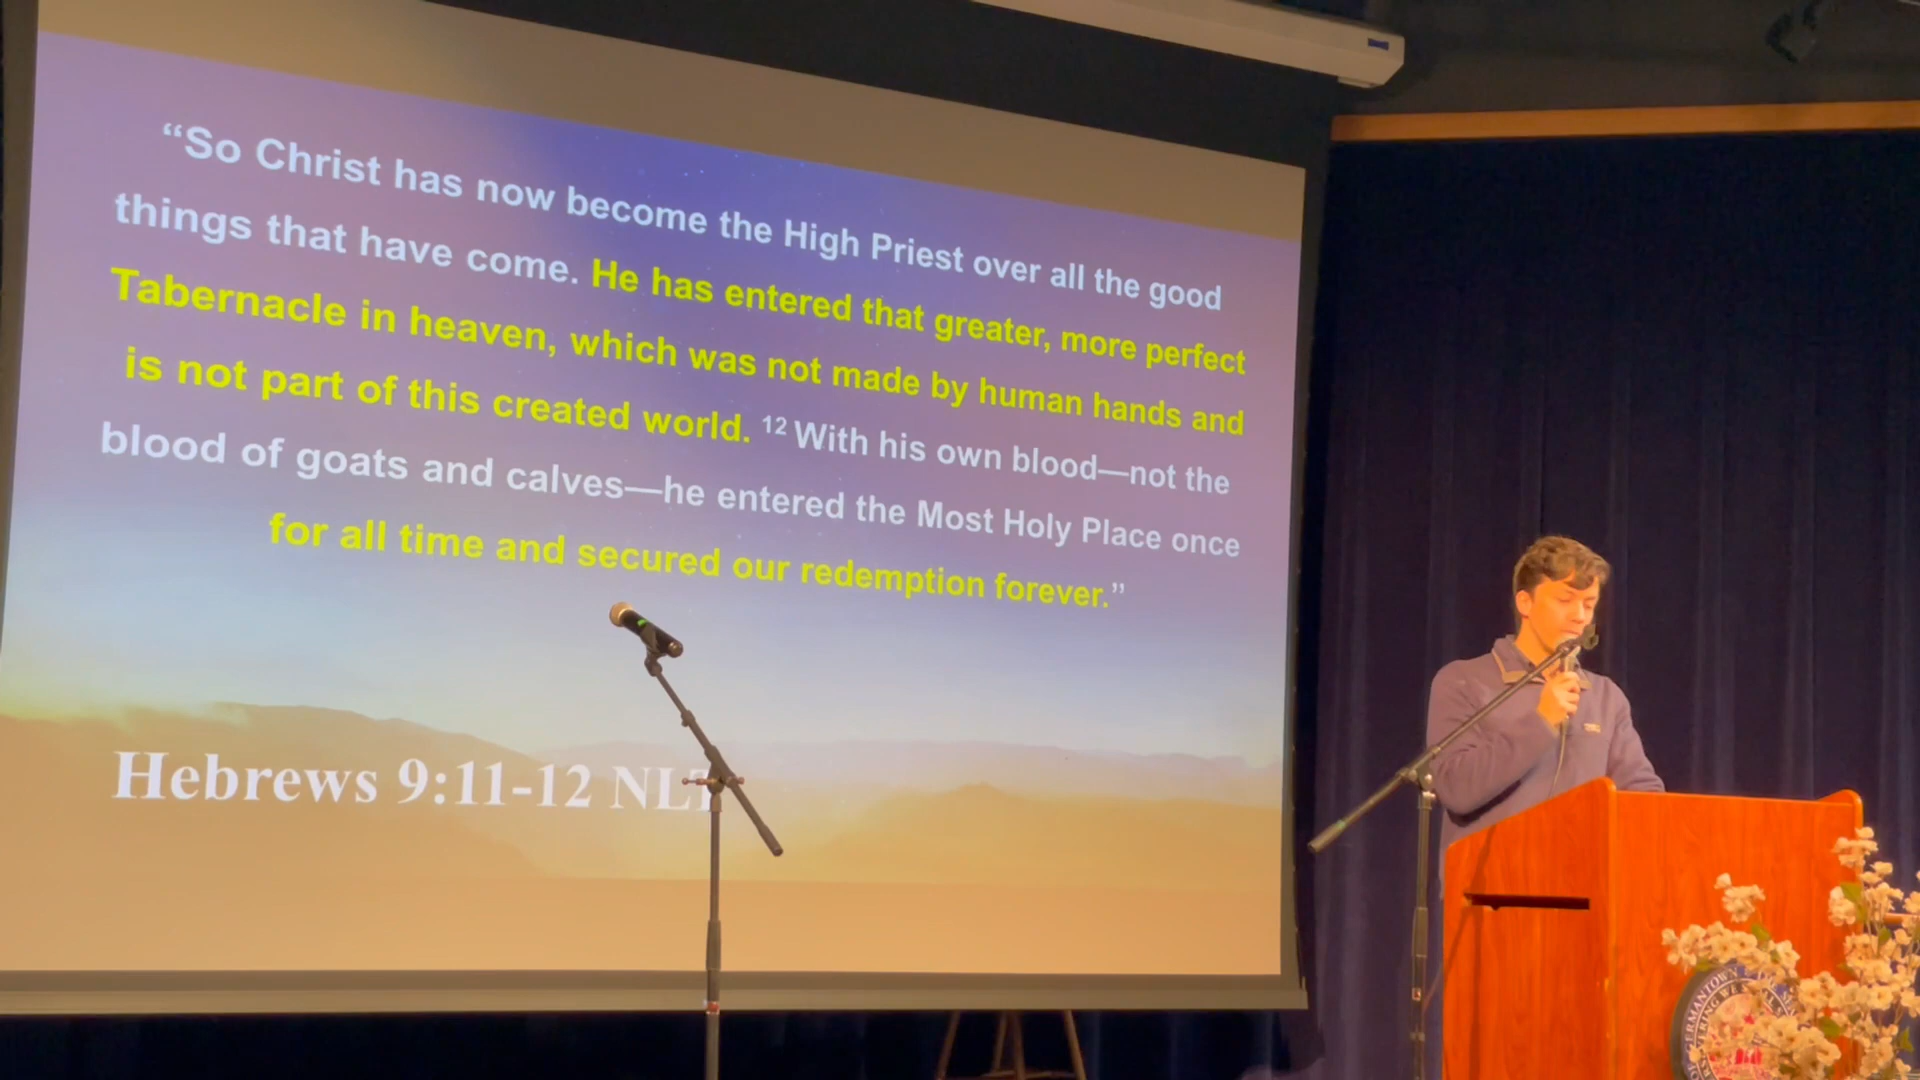 “So Christ has now become the High Priest over all the good
things that have come. He has entered that greater, more perfect
Tabernacle in heaven, which was not made by human hands and
is not part of this created world. 12 With his own blood—not the
blood of goats and calves—he entered the Most Holy Place once
for all time and secured our redemption forever.”
Hebrews 9:11-12 NLT